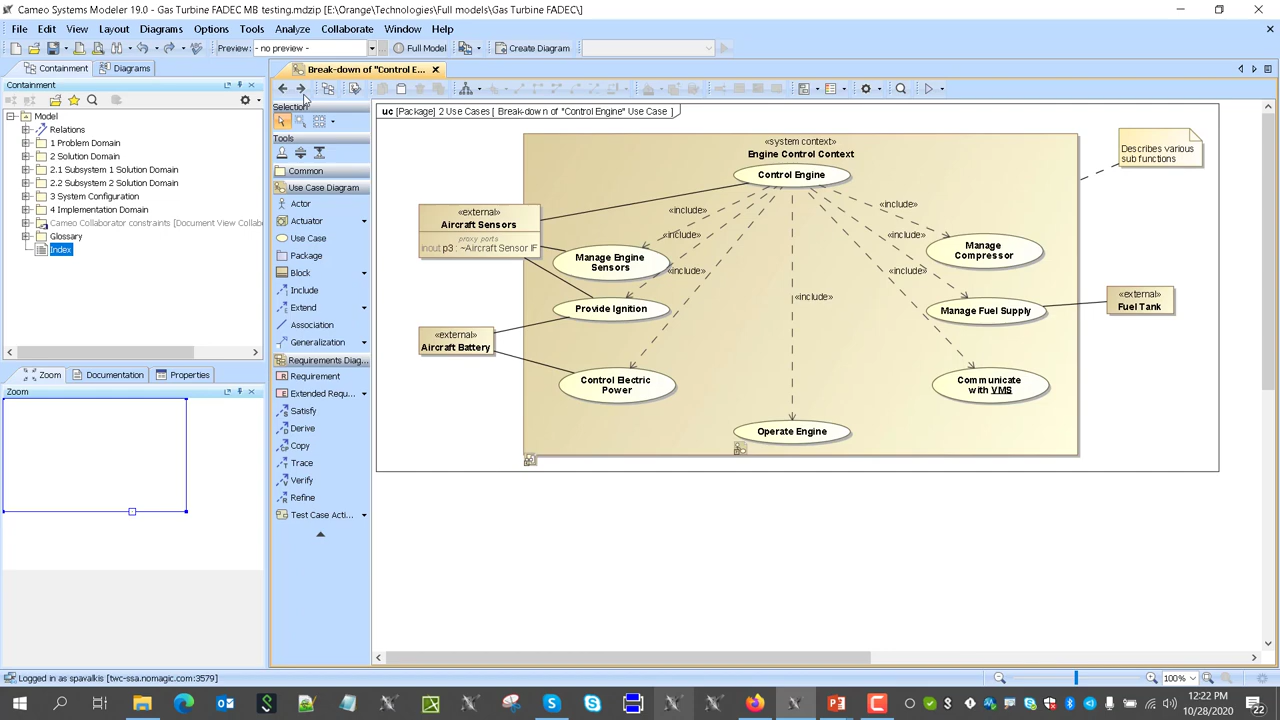 Cameo Systems Modeler 19.0 - Gas Turbine FADEC MB testing.mdzip [E:\Orange\Technologies\Full models\Gas Turbine FADEC\]
File Edit View Layout Diagrams Options Tools Analyze Collaborate Window Help
Preview: - no preview - Full Model Create Diagram
Containment Diagrams
Break-down of "Control E...
Containment
Model
Relations
1 Problem Domain
2 Solution Domain
2.1 Subsystem 1 Solution Domain
2.2 Subsystem 2 Solution Domain
3 System Configuration
4 Implementation Domain
Cameo Collaborator constraints [Document View Collabe
Glossary
Index
Zoom Documentation Properties
Zoom
Selection
Tools
Common
Use Case Diagram
Actor
Actuator
Use Case
Package
Block
Include
Extend
Association
Generalization
Requirements Diag...
Requirement
Extended Requ...
Satisfy
Derive
Copy
Trace
Verify
Refine
Test Case Acti...
uc [Package] 2 Use Cases [ Break-down of "Control Engine" Use Case ]
«system context»
Engine Control Context
Control Engine
Describes various
sub functions
«external»
Aircraft Sensors
proxy ports
inout p3 : ~Aircraft Sensor IF
«include»
«include»
«include»
«include»
«include»
«include»
«include»
Manage Engine
Sensors
Manage
Compressor
Provide Ignition
Manage Fuel Supply
«external»
Fuel Tank
«external»
Aircraft Battery
Control Electric
Power
Communicate
with VMS
Operate Engine
Logged in as spavalkis [twc-ssa.nomagic.com:3579]
100%
12:22 PM
10/28/2020
22